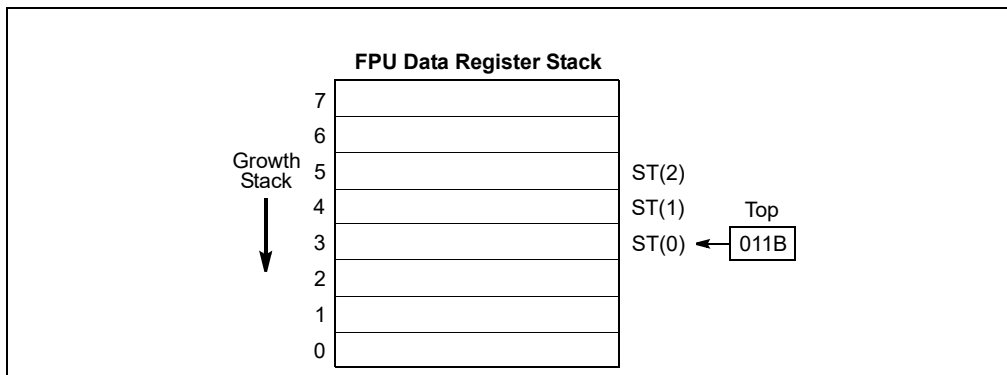 FPU Data Register Stack
7
6
Growth
Stack
5
ST(2)
4
ST(1)
Top
3
ST(0)
011B
2
1
0